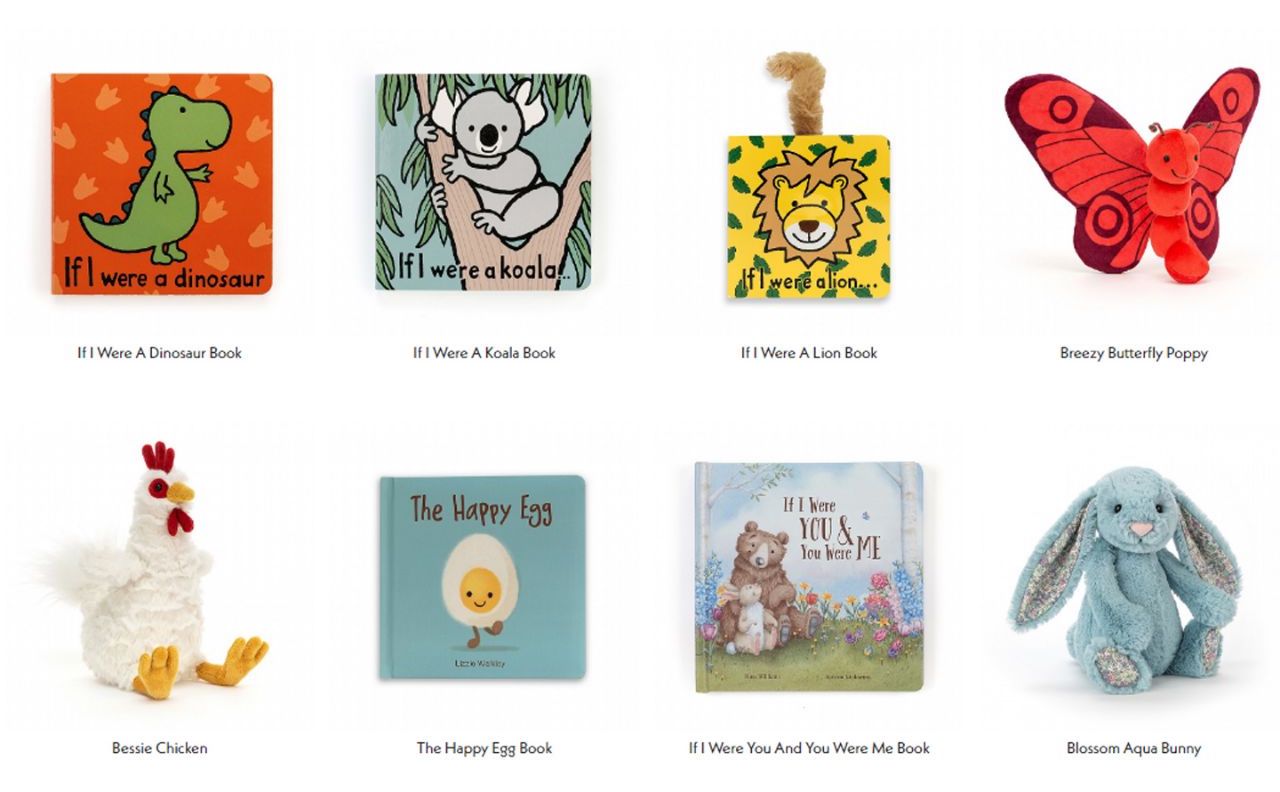 If I were a dinosaur
If I were a koala...
If I were a lion...
If I Were A Dinosaur Book
If I Were A Koala Book
If I Were A Lion Book
Breezy Butterfly Poppy
The Happy Egg
Lizzie Walkley
If I Were
YOU &
You Were ME
Bessie Chicken
The Happy Egg Book
If I Were You And You Were Me Book
Blossom Aqua Bunny